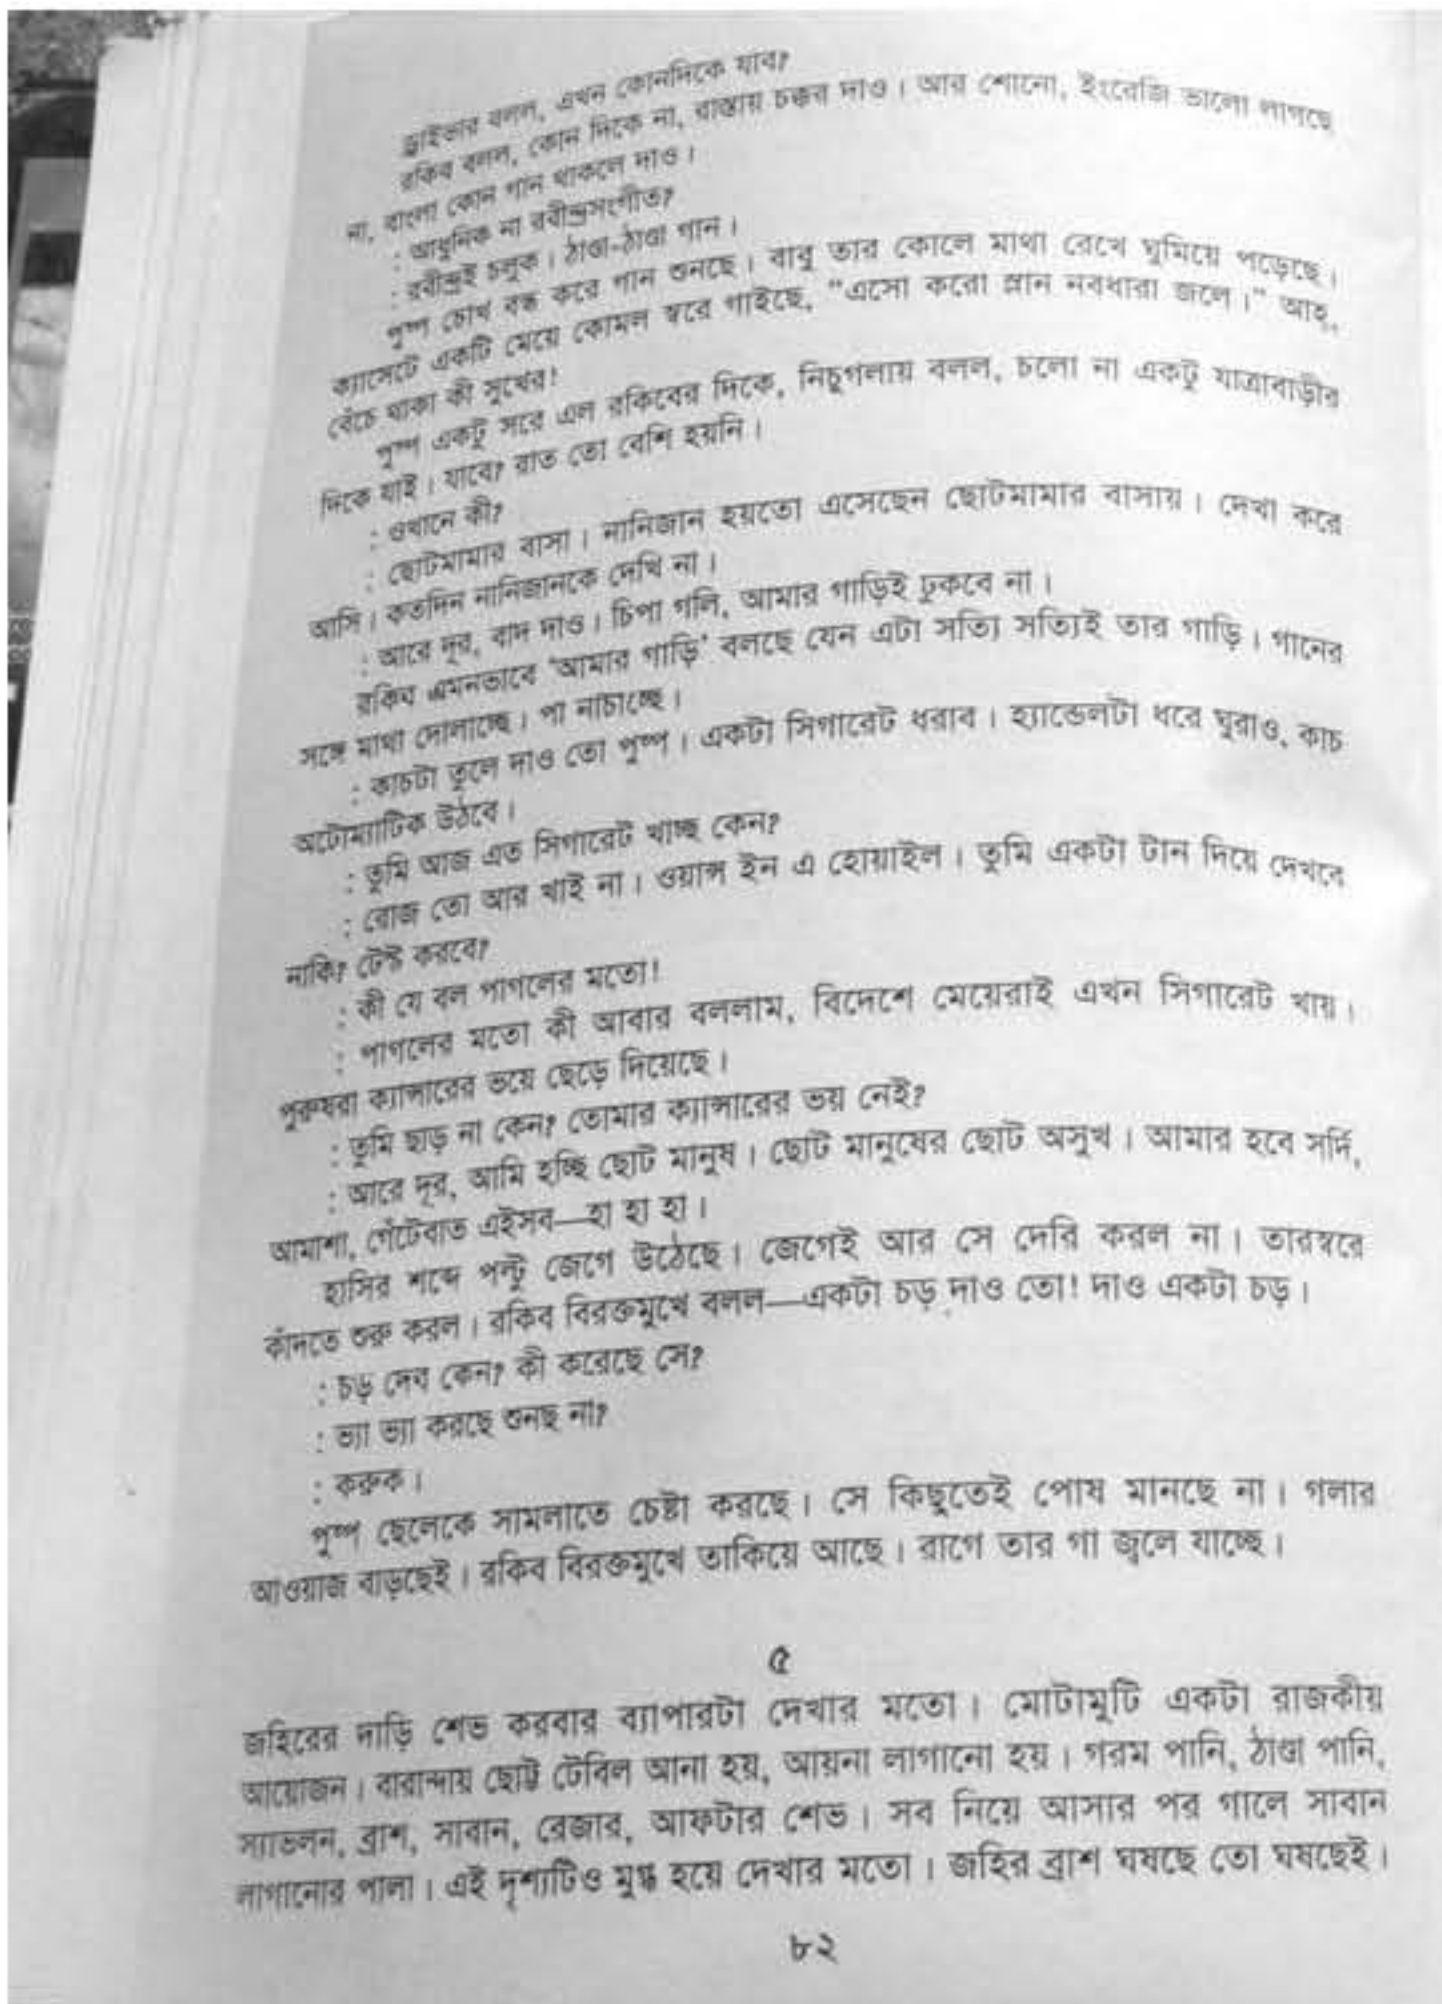 ড্রাইভার বলল, এখন কোনদিকে যাব?
রকিব বলল, কোন দিকে না, রাস্তায় চক্কর দাও। আর শোনো, ইংরেজি ভালো লাগছে
না, বাংলা কোন গান থাকলে দাও।
: আধুনিক না রবীন্দ্রসংগীত?
: রবীন্দ্রই চলুক। ঠাণ্ডা-ঠাণ্ডা গান।
পুষ্প চোখ বন্ধ করে গান শুনছে। বাবু তার কোলে মাথা রেখে ঘুমিয়ে পড়েছে।
ক্যাসেটে একটি মেয়ে কোমল স্বরে গাইছে, “এসো করো স্নান নবধারা জলে।” আহ্,
বেঁচে থাকা কী সুখের!
পুষ্প একটু সরে এল রকিবের দিকে, নিচুগলায় বলল, চলো না একটু যাত্রাবাড়ীর
দিকে যাই। যাবে? রাত তো বেশি হয়নি।
: ওখানে কী?
: ছোটমামার বাসা। নানিজান হয়তো এসেছেন ছোটমামার বাসায়। দেখা করে
আসি। কতদিন নানিজানকে দেখি না।
: আরে দূর, বাদ দাও। চিপা গলি, আমার গাড়িই ঢুকবে না।
রকিব এমনভাবে ‘আমার গাড়ি’ বলছে যেন এটা সত্যি সত্যিই তার গাড়ি। গানের
সঙ্গে মাথা দোলাচ্ছে। পা নাচাচ্ছে।
: কাচটা তুলে দাও তো পুষ্প। একটা সিগারেট ধরাব। হ্যান্ডেলটা ধরে ঘুরাও, কাচ
অটোম্যাটিক উঠবে।
: তুমি আজ এত সিগারেট খাচ্ছ কেন?
: রোজ তো আর খাই না। ওয়ান্স ইন এ হোয়াইল। তুমি একটা টান দিয়ে দেখবে
নাকি? টেস্ট করবে?
: কী যে বল পাগলের মতো!
: পাগলের মতো কী আবার বললাম, বিদেশে মেয়েরাই এখন সিগারেট খায়।
পুরুষরা ক্যান্সারের ভয়ে ছেড়ে দিয়েছে।
: তুমি ছাড় না কেন? তোমার ক্যান্সারের ভয় নেই?
: আরে দূর, আমি হচ্ছি ছোট মানুষ। ছোট মানুষের ছোট অসুখ। আমার হবে সর্দি,
আমাশা, গেঁটেবাত এইসব—হা হা হা।
হাসির শব্দে পল্টু জেগে উঠেছে। জেগেই আর সে দেরি করল না। তারস্বরে
কাঁদতে শুরু করল। রকিব বিরক্তমুখে বলল—একটা চড় দাও তো! দাও একটা চড়।
: চড় দেব কেন? কী করেছে সে?
: ভ্যা ভ্যা করছে শুনছ না?
: করুক।
পুষ্প ছেলেকে সামলাতে চেষ্টা করছে। সে কিছুতেই পোষ মানছে না। গলার
আওয়াজ বাড়ছেই। রকিব বিরক্তমুখে তাকিয়ে আছে। রাগে তার গা জ্বলে যাচ্ছে।
৫
জহিরের দাড়ি শেভ করবার ব্যাপারটা দেখার মতো। মোটামুটি একটা রাজকীয়
আয়োজন। বারান্দায় ছোট্ট টেবিল আনা হয়, আয়না লাগানো হয়। গরম পানি, ঠাণ্ডা পানি,
স্যাভলন, ব্রাশ, সাবান, রেজার, আফটার শেভ। সব নিয়ে আসার পর গালে সাবান
লাগানোর পালা। এই দৃশ্যটিও মুগ্ধ হয়ে দেখার মতো। জহির ব্রাশ ঘষছে তো ঘষছেই।
৮২